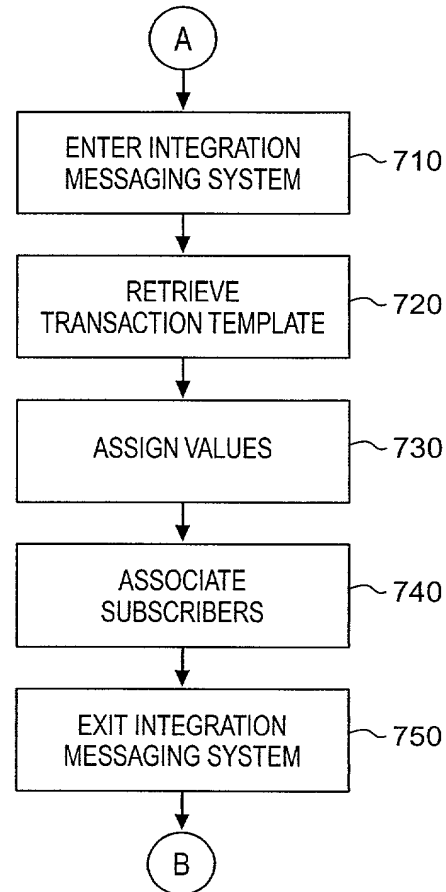 A
ENTER INTEGRATION
MESSAGING SYSTEM
710
RETRIEVE
TRANSACTION TEMPLATE
720
ASSIGN VALUES
730
ASSOCIATE
SUBSCRIBERS
740
EXIT INTEGRATION
MESSAGING SYSTEM
750
B